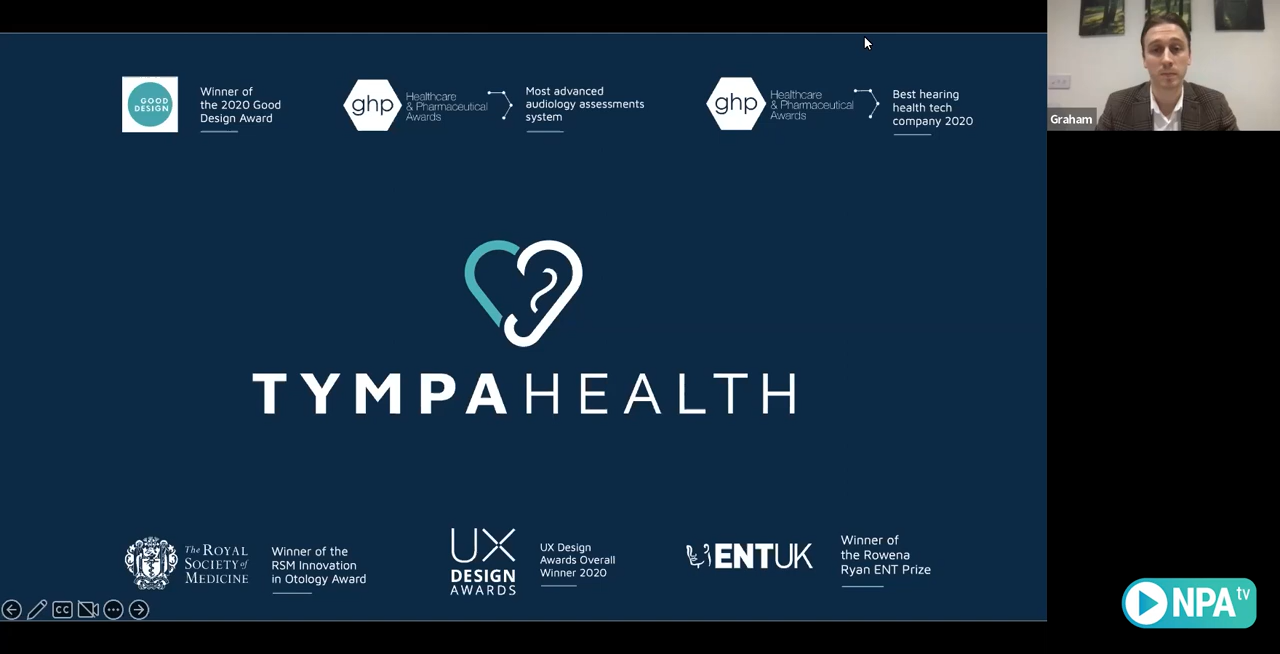 GOOD
DESIGN
Winner of
the 2020 Good
Design Award
ghp
Healthcare
& Pharmaceutical
Awards
Most advanced
audiology assessments
system
ghp
Healthcare
& Pharmaceutical
Awards
Best hearing
health tech
company 2020
Graham
TYMPAHEALTH
The ROYAL
SOCIETY of
MEDICINE
Winner of the
RSM Innovation
in Otology Award
UX
DESIGN
AWARDS
UX Design
Awards Overall
Winner 2020
ENTUK
Winner of
the Rowena
Ryan ENT Prize
CC
NPA tv